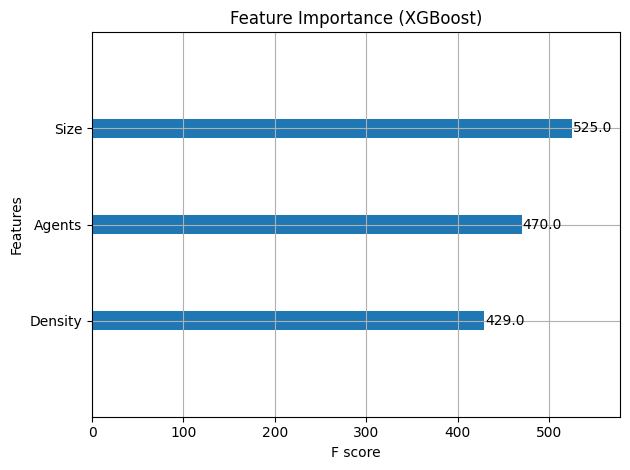 Feature Importance (XGBoost)
Features
Size
525.0
Agents
470.0
Density
429.0
0 100 200 300 400 500
F score